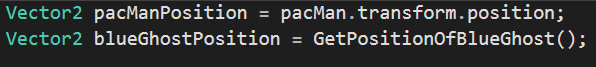 Vector2 pacManPosition = pacMan.transform.position;
Vector2 blueGhostPosition = GetPositionOfBlueGhost();